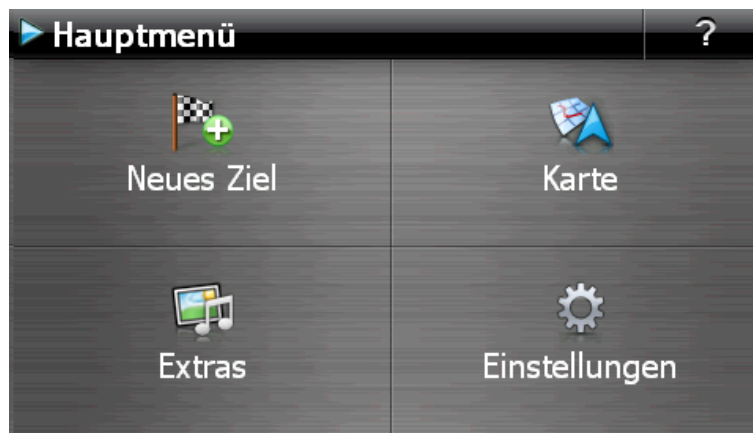 Hauptmenü
?
Neues Ziel
Karte
Extras
Einstellungen